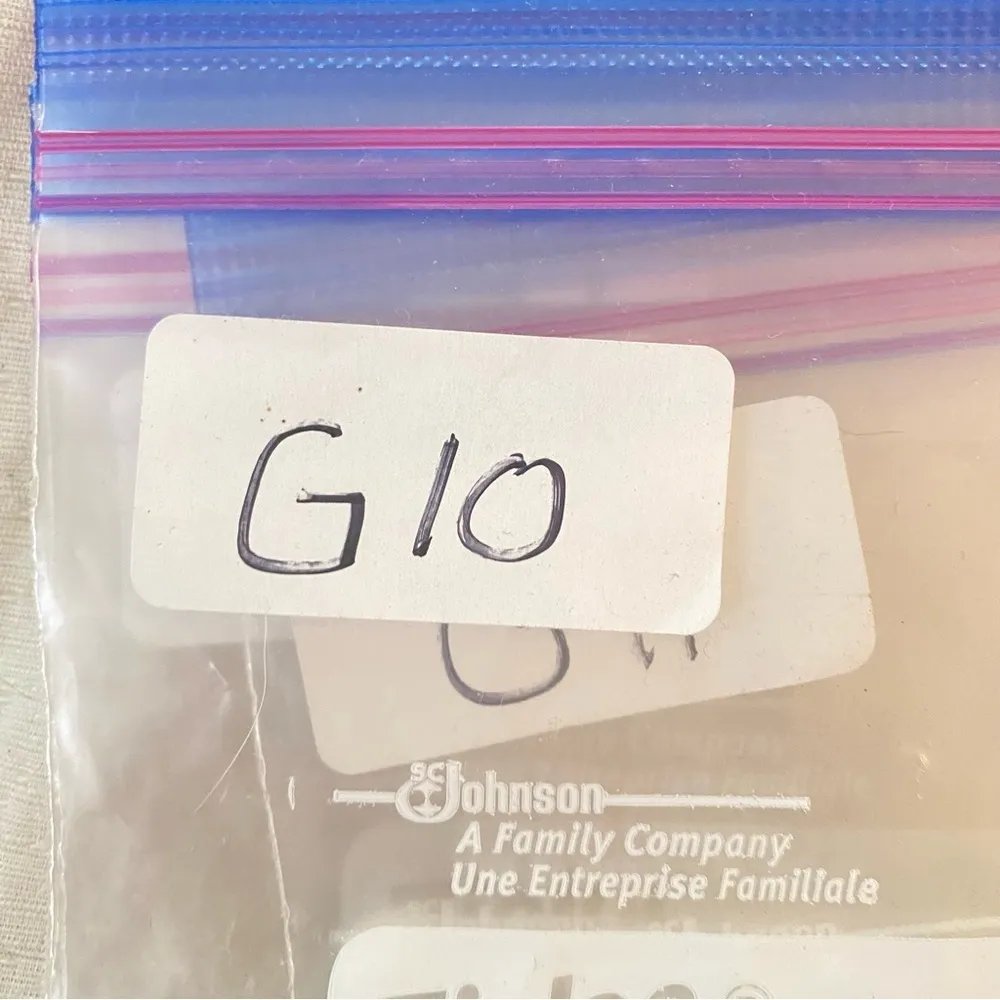 G10
SC Johnson
A Family Company
Une Entreprise Familiale